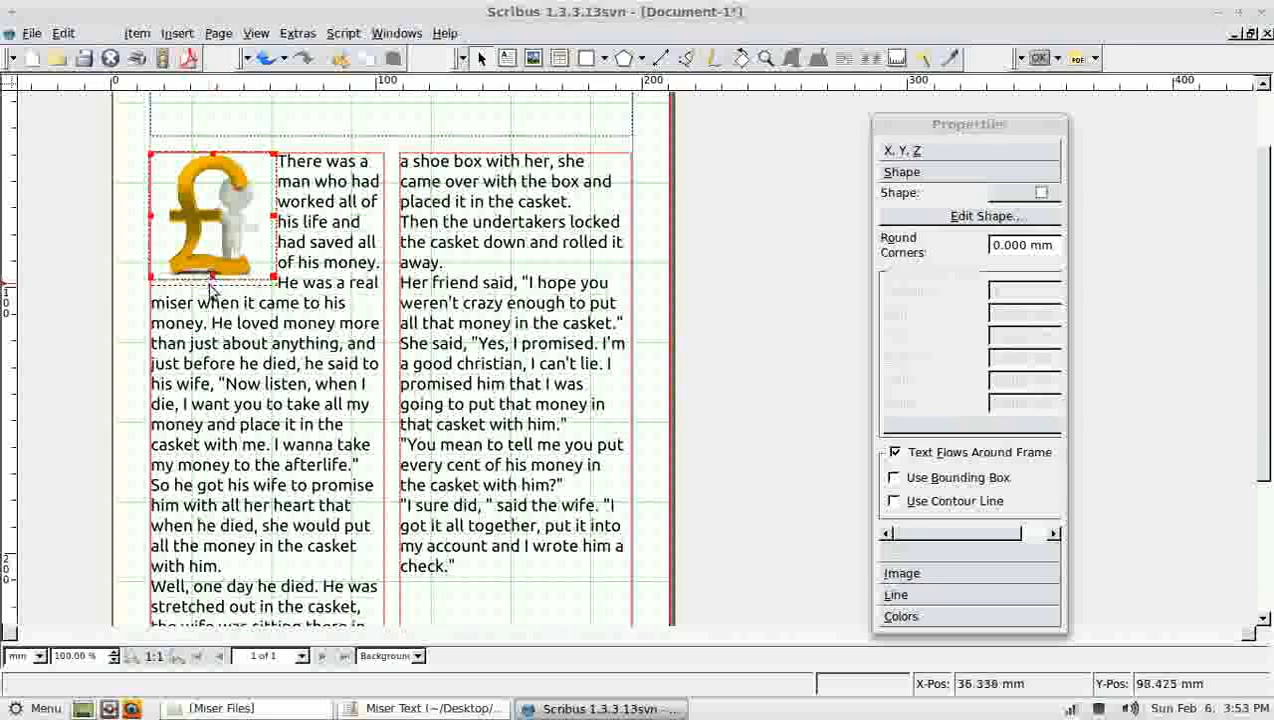 Scribus 1.3.3.13svn - [Document-1*]
File Edit Item Insert Page View Extras Script Windows Help
OK PDF
0 100 200 300 400
Properties
X, Y, Z
Shape
Shape:
Edit Shape...
Round
Corners:
0.000 mm
Text Flows Around Frame
Use Bounding Box
Use Contour Line
Image
Line
Colors
There was a
man who had
worked all of
his life and
had saved all
of his money.
He was a real
miser when it came to his
money. He loved money more
than just about anything, and
just before he died, he said to
his wife, "Now listen, when I
die, I want you to take all my
money and place it in the
casket with me. I wanna take
my money to the afterlife."
So he got his wife to promise
him with all her heart that
when he died, she would put
all the money in the casket
with him.
Well, one day he died. He was
stretched out in the casket,
the wife was sitting there in
a shoe box with her, she
came over with the box and
placed it in the casket.
Then the undertakers locked
the casket down and rolled it
away.
Her friend said, "I hope you
weren't crazy enough to put
all that money in the casket."
She said, "Yes, I promised. I'm
a good christian, I can't lie. I
promised him that I was
going to put that money in
that casket with him."
"You mean to tell me you put
every cent of his money in
the casket with him?"
"I sure did, " said the wife. "I
got it all together, put it into
my account and I wrote him a
check."
mm 100.00 % 1:1 1 of 1 Background
X-Pos: 36.336 mm Y-Pos: 98.425 mm
Menu [Miser Files] Miser Text (~/Desktop/... Scribus 1.3.3.13svn - ... Sun Feb 6, 3:53 PM